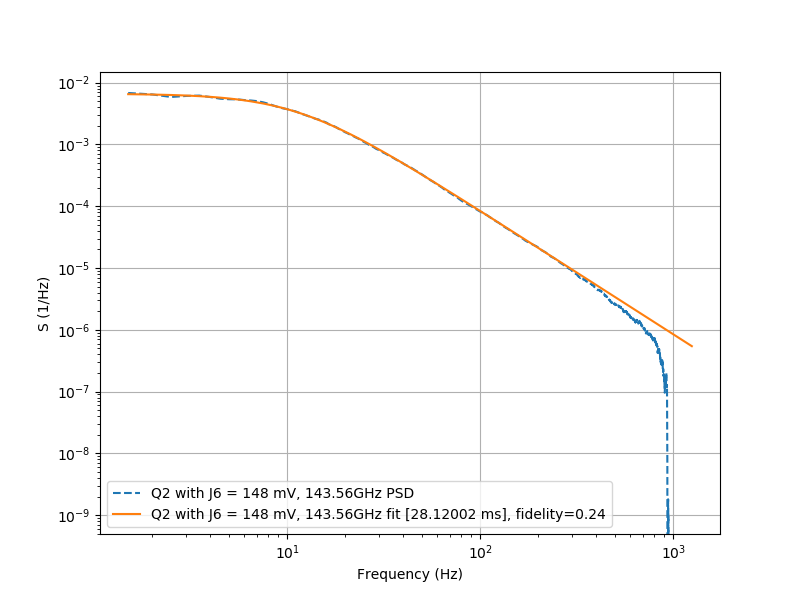 10⁻²
10⁻³
10⁻⁴
10⁻⁵
10⁻⁶
10⁻⁷
10⁻⁸
10⁻⁹
S (1/Hz)
Q2 with J6 = 148 mV, 143.56GHz PSD
Q2 with J6 = 148 mV, 143.56GHz fit [28.12002 ms], fidelity=0.24
10¹
10²
10³
Frequency (Hz)